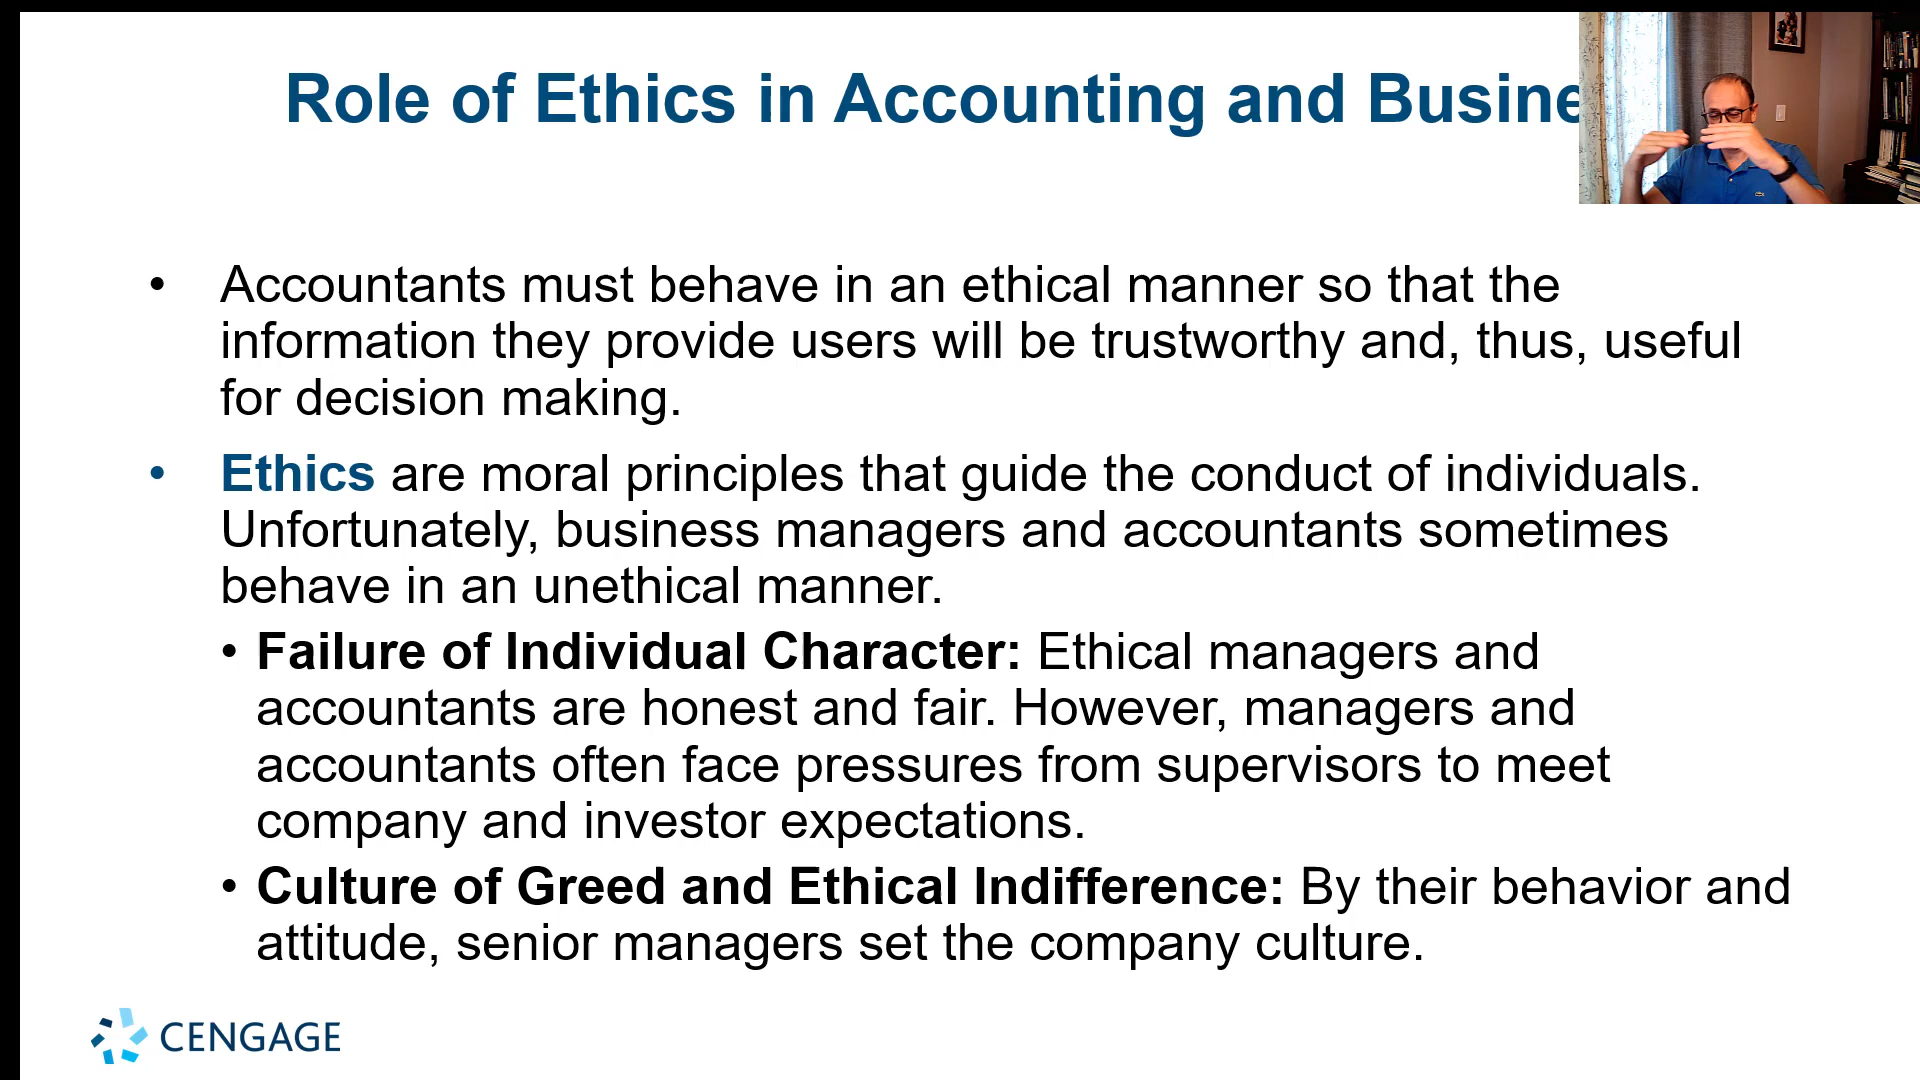 Role of Ethics in Accounting and Busine
• Accountants must behave in an ethical manner so that the
information they provide users will be trustworthy and, thus, useful
for decision making.
• Ethics are moral principles that guide the conduct of individuals.
Unfortunately, business managers and accountants sometimes
behave in an unethical manner.
• Failure of Individual Character: Ethical managers and
accountants are honest and fair. However, managers and
accountants often face pressures from supervisors to meet
company and investor expectations.
• Culture of Greed and Ethical Indifference: By their behavior and
attitude, senior managers set the company culture.
CENGAGE